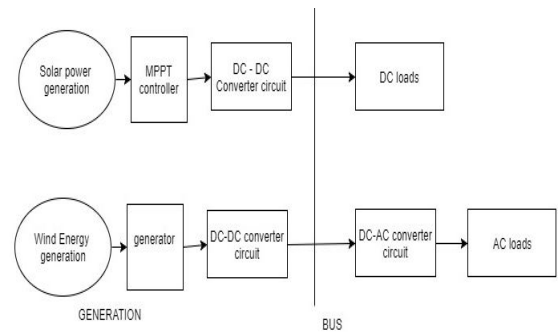 Solar power
generation
MPPT
controller
DC - DC
Converter circuit
DC loads
Wind Energy
generation
generator
DC-DC converter
circuit
DC-AC converter
circuit
AC loads
GENERATION
BUS